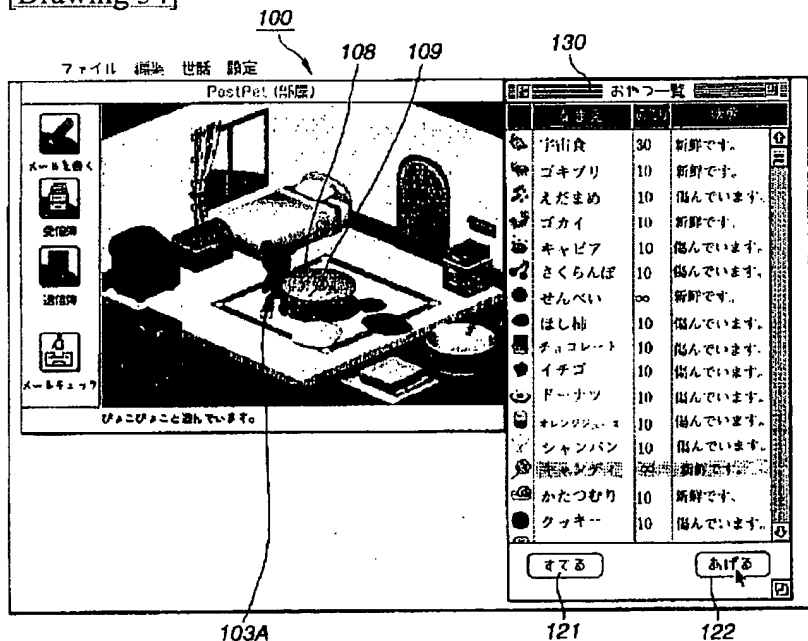 [Drawing 54]
100
108
109
130
ファイル 編集 世話 設定
PostPet (部屋)
メールを書く
受信簿
送信簿
メールチェック
ぴょこぴょこと遊んでいます。
おやつ一覧
なまえ のこり 状態
宇宙食 30 新鮮です。
ゴキブリ 10 新鮮です。
えだまめ 10 傷んでいます。
ゴカイ 10 新鮮です。
キャビア 10 傷んでいます。
さくらんぼ 10 傷んでいます。
せんべい ∞ 新鮮です。
ほし柿 10 傷んでいます。
チョコレート 10 傷んでいます。
イチゴ 10 傷んでいます。
ドーナツ 10 傷んでいます。
オレンジジュース 10 傷んでいます。
シャンパン 10 傷んでいます。
キャンディ 新鮮です。
かたつむり 10 新鮮です。
クッキー 10 傷んでいます。
すてる
あげる
103A
121
122